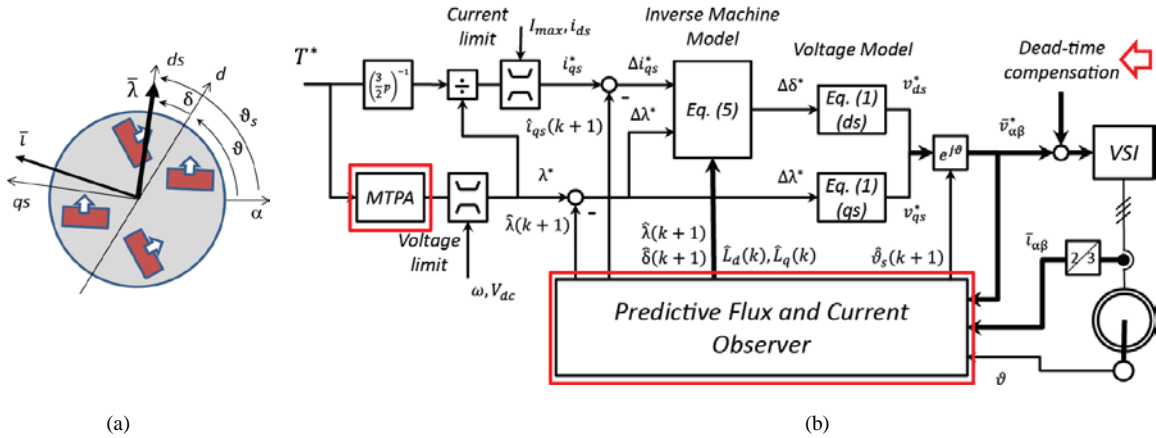 ds
d
λ̄
δ
ϑs
ϑ
ῑ
qs
α
(a)
T*
(3/2 p)⁻¹
÷
Current
limit
Imax, ids
i*qs
Δi*qs
-
îqs(k+1)
Inverse Machine
Model
Eq. (5)
Δλ*
Δδ*
Voltage Model
Eq. (1)
(ds)
v*ds
Dead-time
compensation
v̄*αβ
e^jϑ
VSI
MTPA
Voltage
limit
ω, Vdc
λ*
-
λ̂(k+1)
Δλ*
Eq. (1)
(qs)
v*qs
λ̂(k+1)
δ̂(k+1)
L̂d(k), L̂q(k)
ϑ̂s(k+1)
ῑαβ
2/3
Predictive Flux and Current
Observer
ϑ
(b)